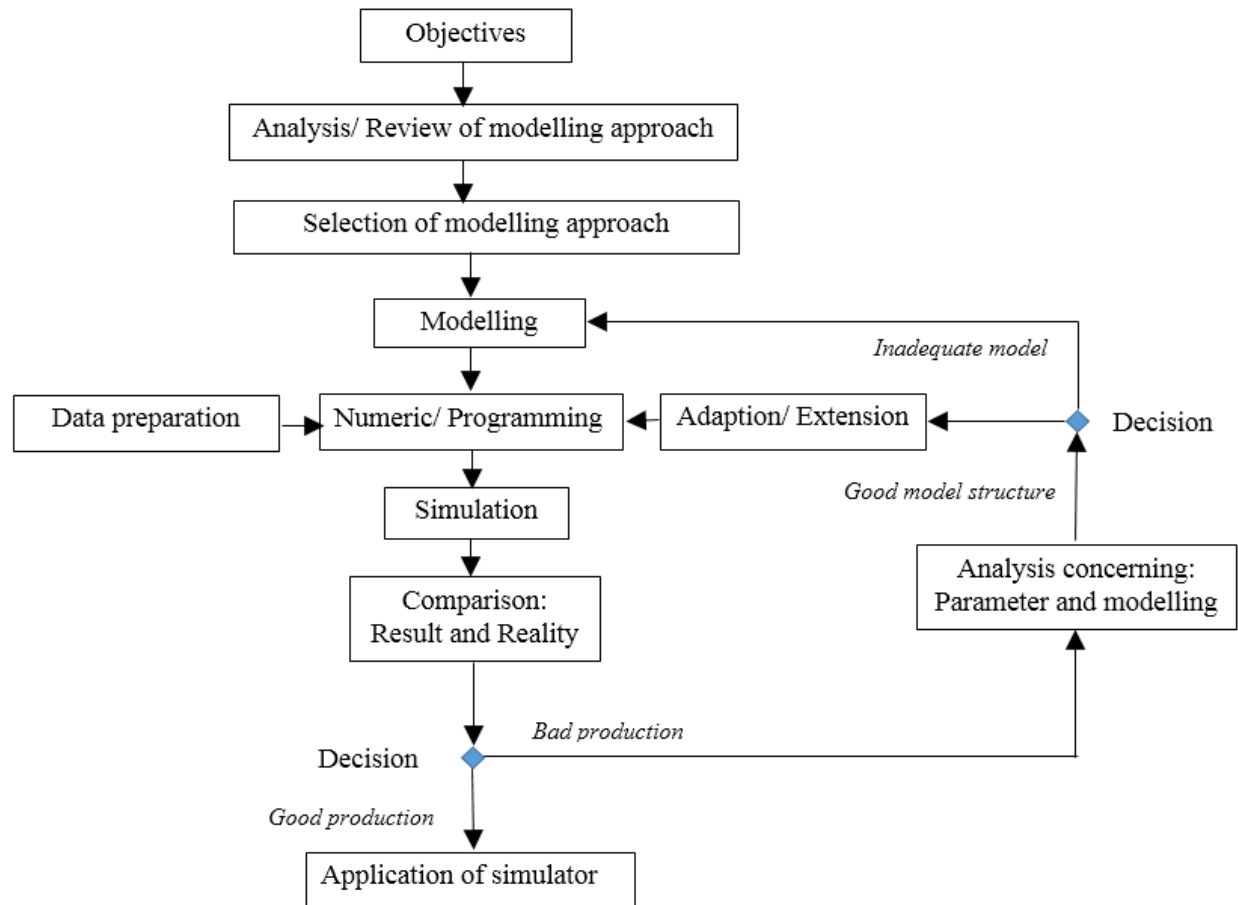 Objectives
Analysis/ Review of modelling approach
Selection of modelling approach
Modelling
Inadequate model
Data preparation
Numeric/ Programming
Adaption/ Extension
Decision
Good model structure
Simulation
Analysis concerning:
Parameter and modelling
Comparison:
Result and Reality
Bad production
Decision
Good production
Application of simulator